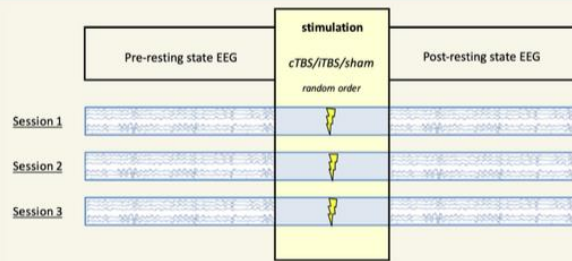 stimulation
Pre-resting state EEG
cTBS/iTBS/sham
Post-resting state EEG
random order
Session 1
Session 2
Session 3